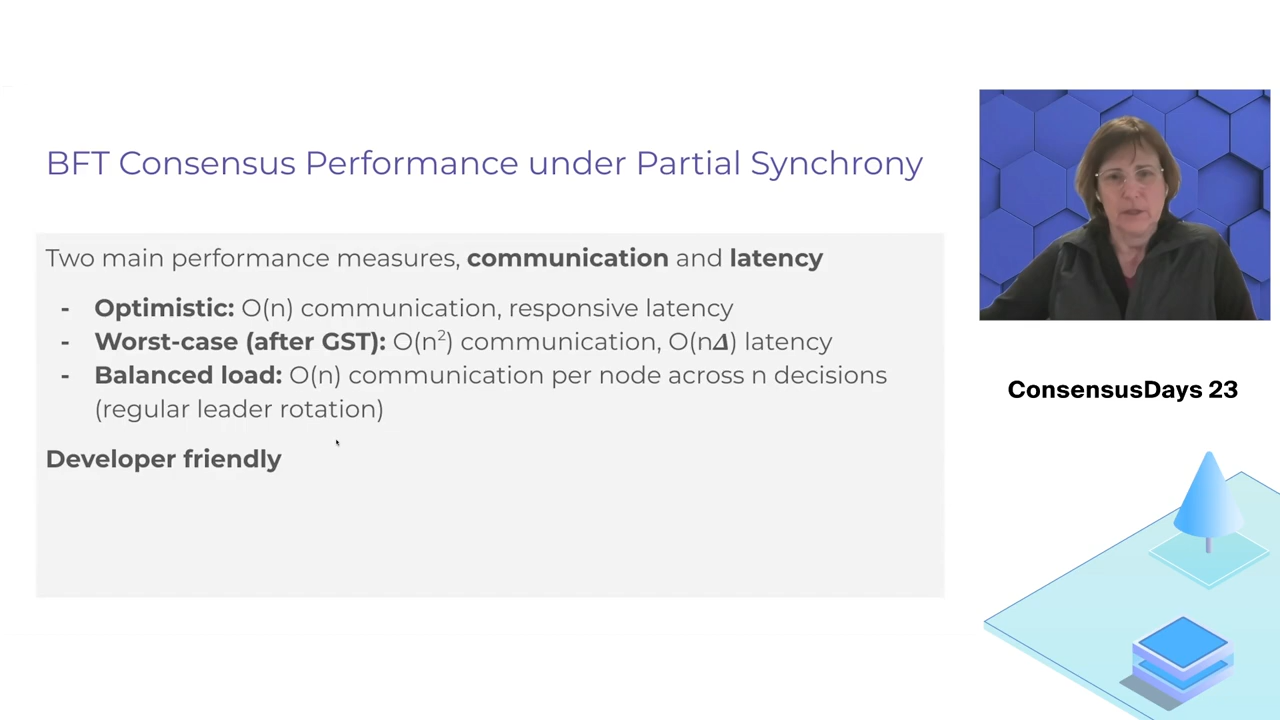 BFT Consensus Performance under Partial Synchrony
Two main performance measures, communication and latency
- Optimistic: O(n) communication, responsive latency
- Worst-case (after GST): O(n²) communication, O(nΔ) latency
- Balanced load: O(n) communication per node across n decisions
(regular leader rotation)
Developer friendly
ConsensusDays 23